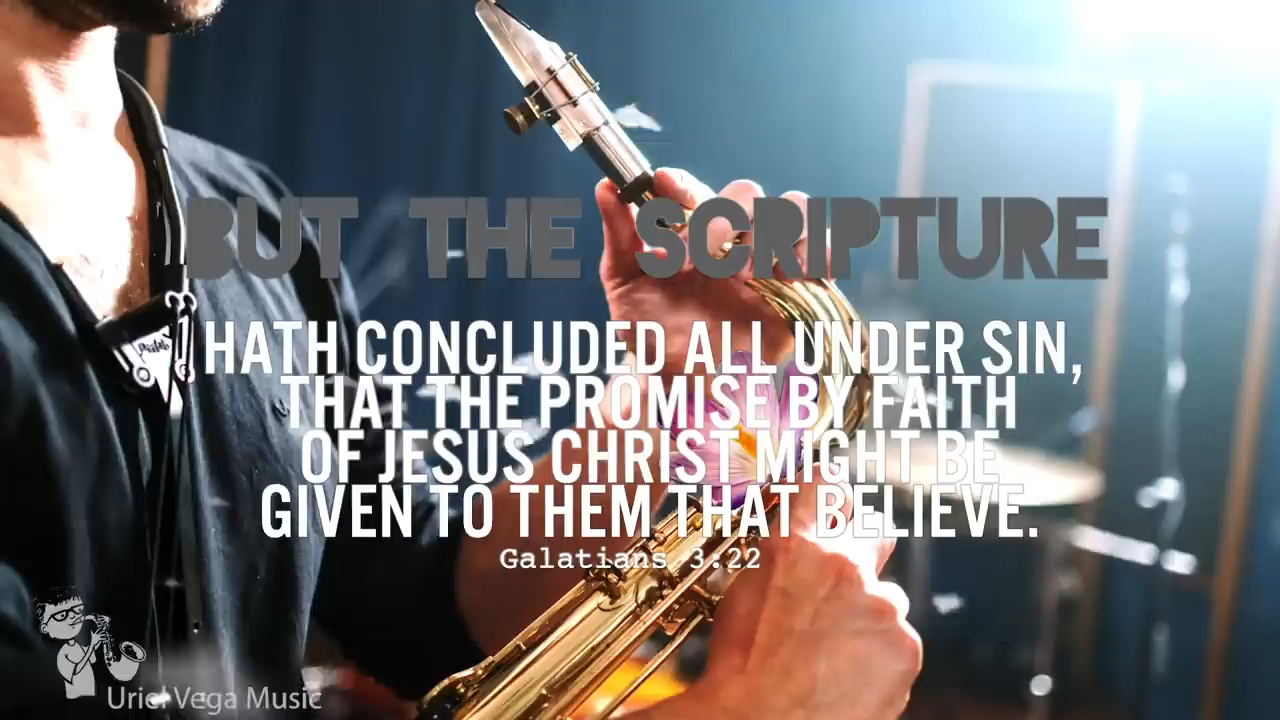 BUT THE SCRIPTURE
HATH CONCLUDED ALL UNDER SIN,
THAT THE PROMISE BY FAITH
OF JESUS CHRIST MIGHT BE
GIVEN TO THEM THAT BELIEVE.
Galatians 3:22
Uriel Vega Music